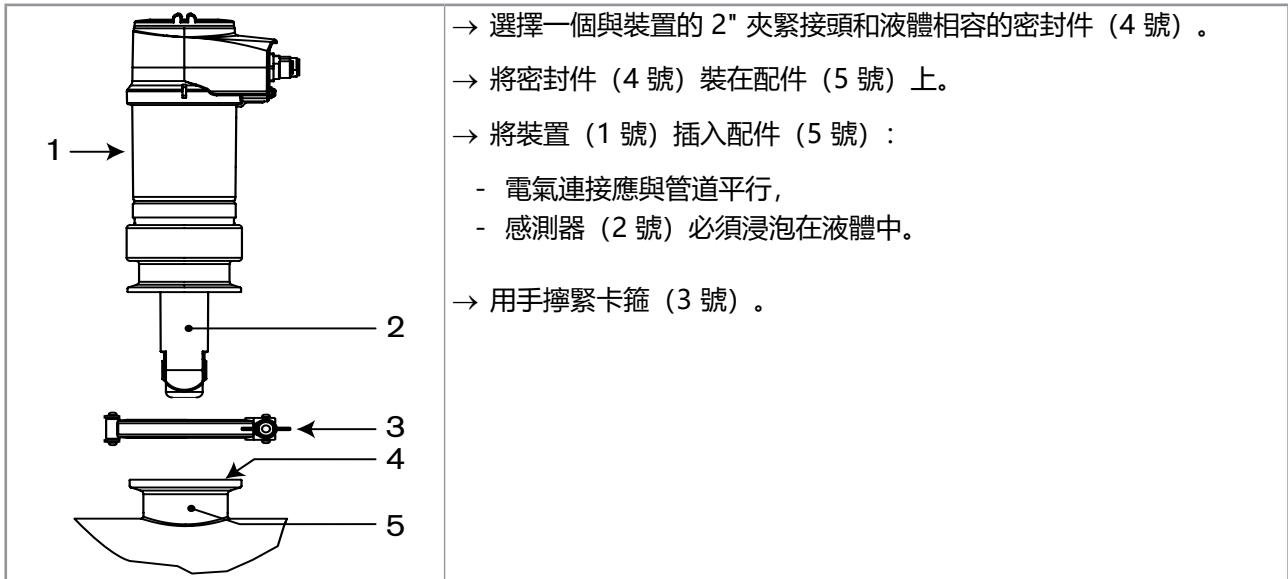 → 選擇一個與裝置的 2" 夾緊接頭和液體相容的密封件（4 號）。
→ 將密封件（4 號）裝在配件（5 號）上。
→ 將裝置（1 號）插入配件（5 號）：
- 電氣連接應與管道平行，
- 感測器（2 號）必須浸泡在液體中。
→ 用手擰緊卡箍（3 號）。
1
2
3
4
5